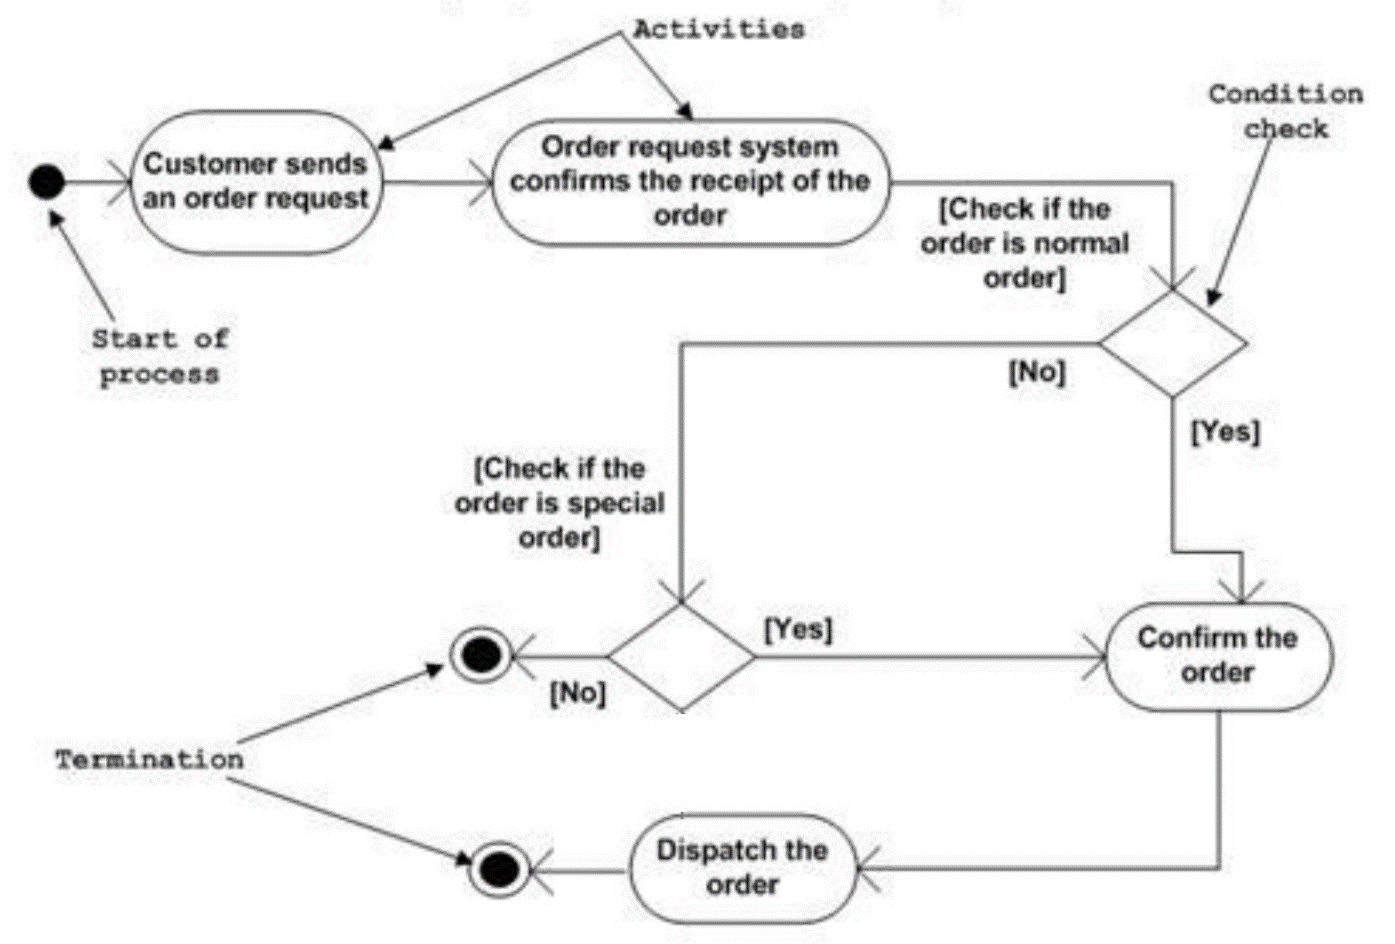 Activities
Condition
check
Customer sends
an order request
Order request system
confirms the receipt of the
order
[Check if the
order is normal
order]
Start of
process
[No]
[Yes]
[Check if the
order is special
order]
[Yes]
[No]
Confirm the
order
Termination
Dispatch the
order